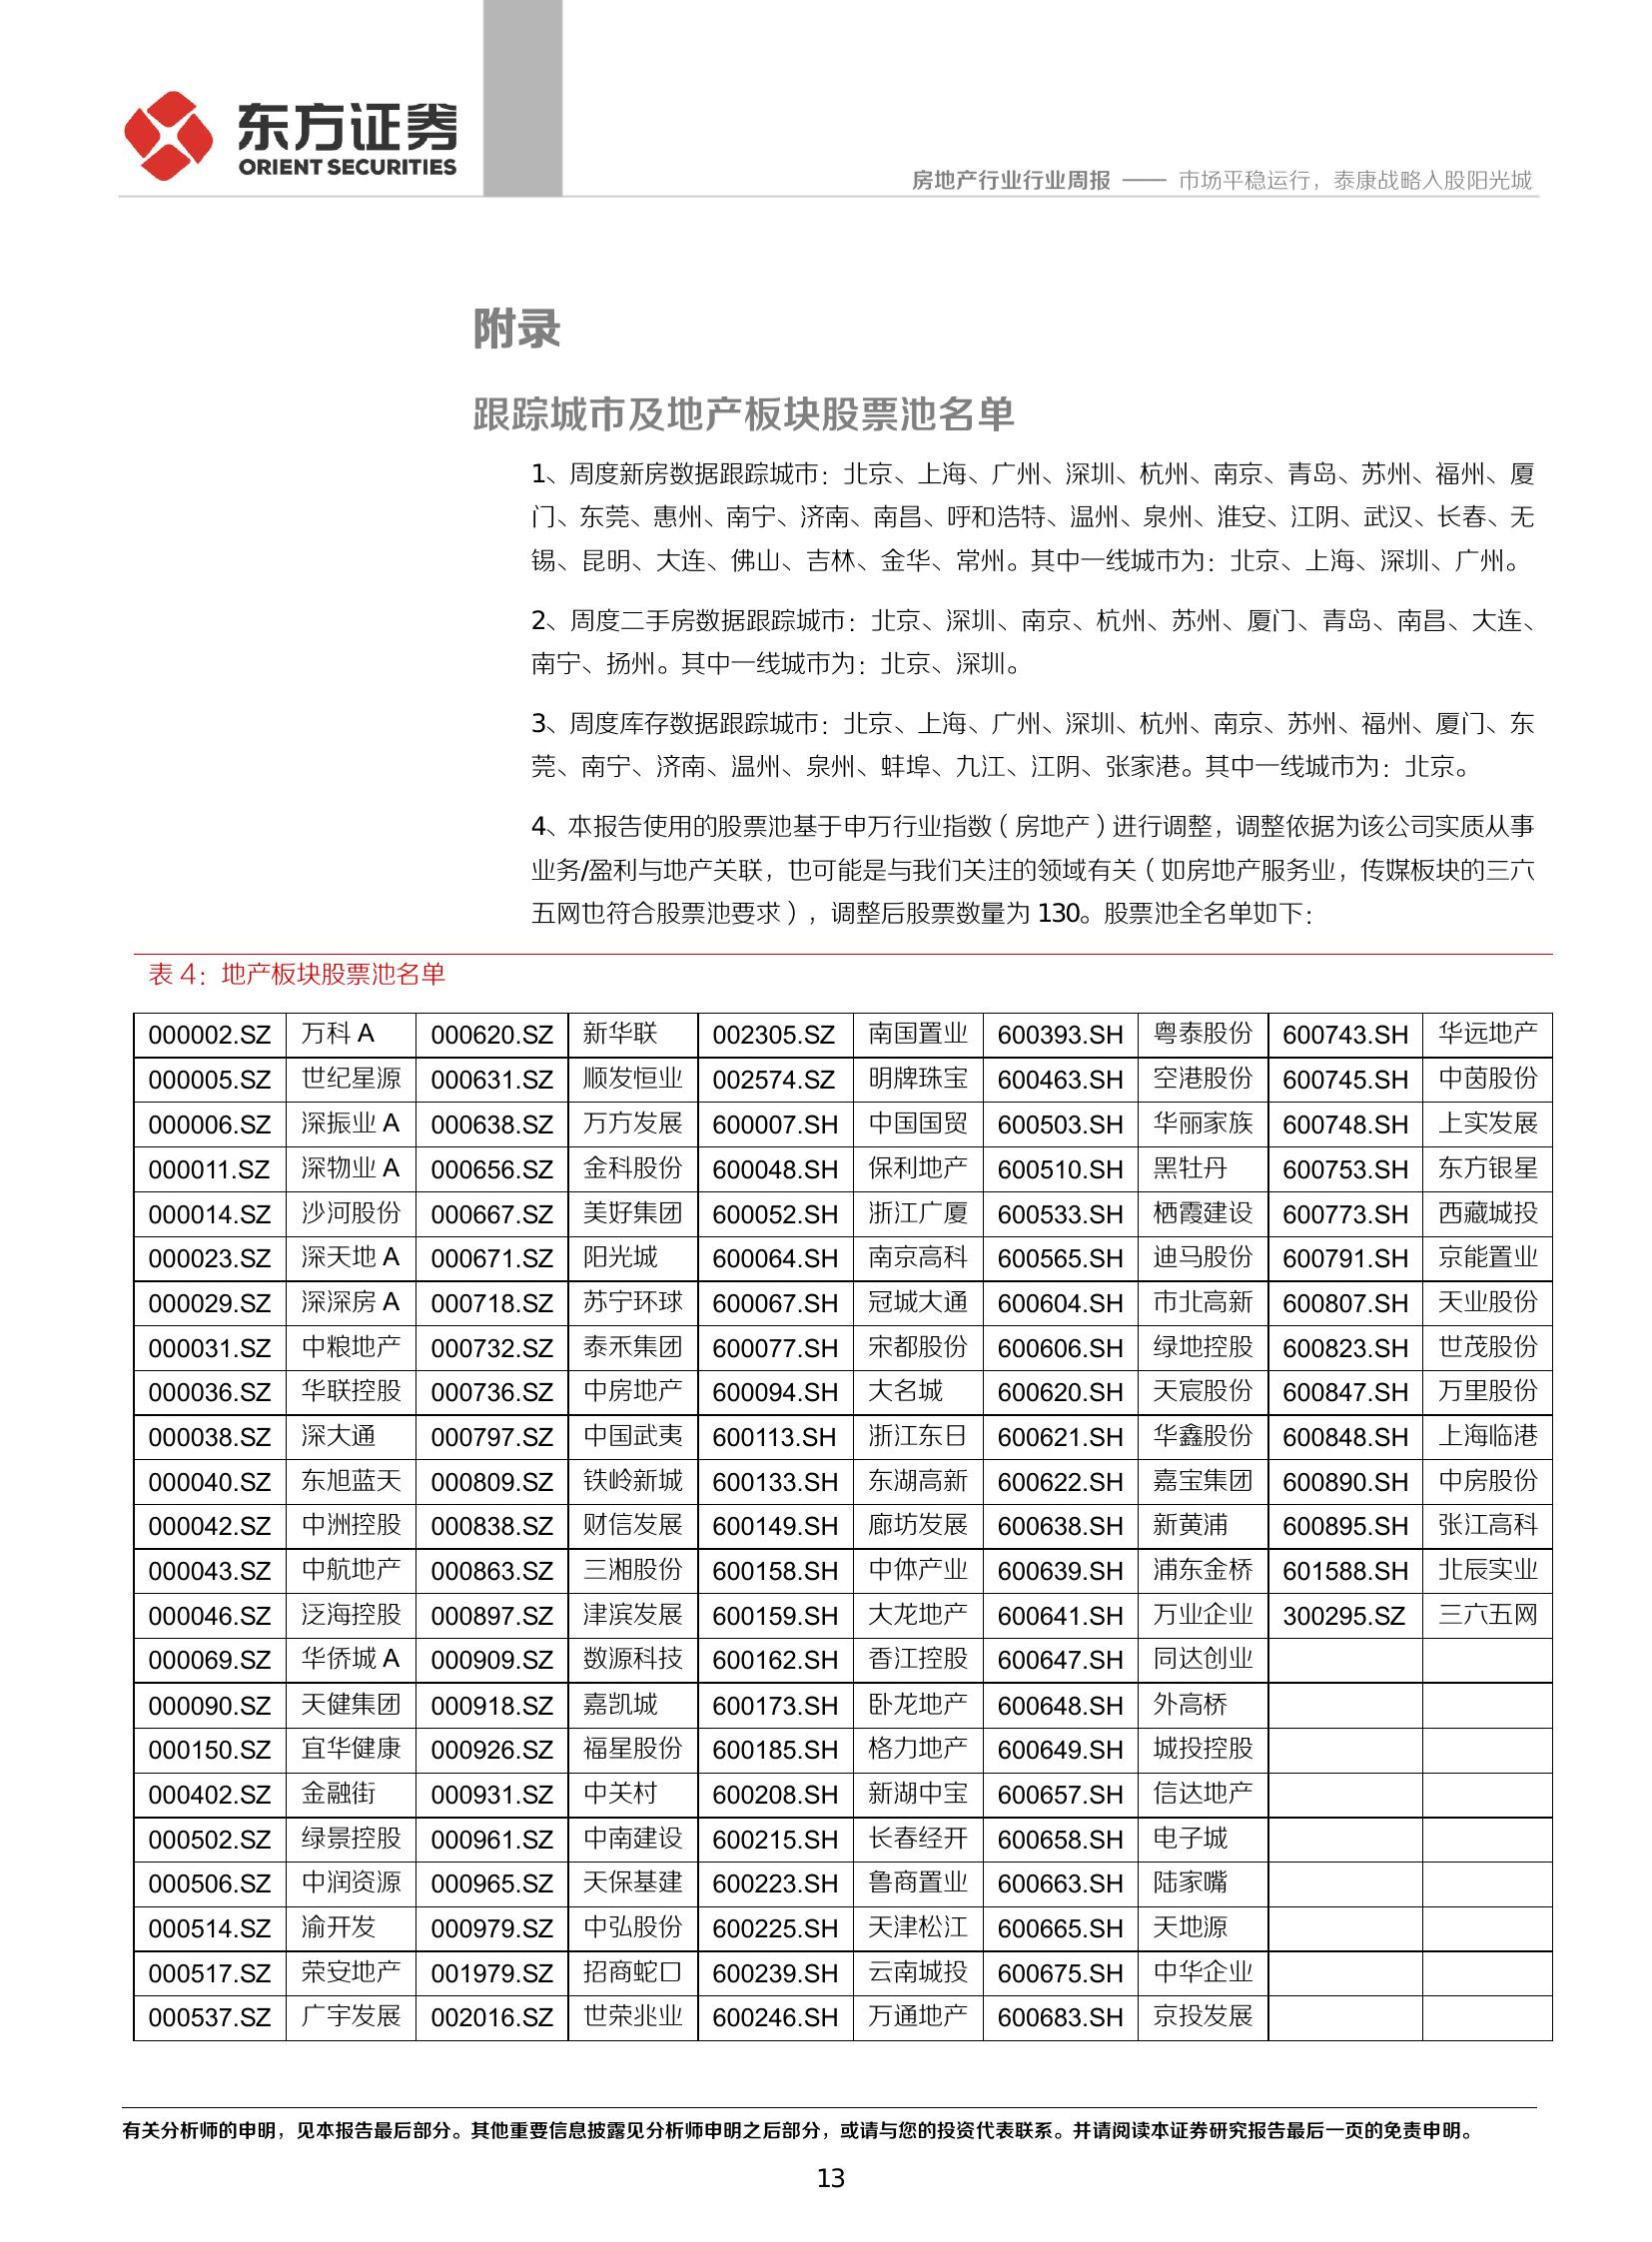 东方证券
ORIENT SECURITIES
房地产行业行业周报 —— 市场平稳运行，泰康战略入股阳光城
附录
跟踪城市及地产板块股票池名单
1、周度新房数据跟踪城市：北京、上海、广州、深圳、杭州、南京、青岛、苏州、福州、厦
门、东莞、惠州、南宁、济南、南昌、呼和浩特、温州、泉州、淮安、江阴、武汉、长春、无
锡、昆明、大连、佛山、吉林、金华、常州。其中一线城市为：北京、上海、深圳、广州。
2、周度二手房数据跟踪城市：北京、深圳、南京、杭州、苏州、厦门、青岛、南昌、大连、
南宁、扬州。其中一线城市为：北京、深圳。
3、周度库存数据跟踪城市：北京、上海、广州、深圳、杭州、南京、苏州、福州、厦门、东
莞、南宁、济南、温州、泉州、蚌埠、九江、江阴、张家港。其中一线城市为：北京。
4、本报告使用的股票池基于申万行业指数（房地产）进行调整，调整依据为该公司实质从事
业务/盈利与地产关联，也可能是与我们关注的领域有关（如房地产服务业，传媒板块的三六
五网也符合股票池要求），调整后股票数量为 130。股票池全名单如下：
表 4：地产板块股票池名单
000002.SZ 万科 A 000620.SZ 新华联 002305.SZ 南国置业 600393.SH 粤泰股份 600743.SH 华远地产
000005.SZ 世纪星源 000631.SZ 顺发恒业 002574.SZ 明牌珠宝 600463.SH 空港股份 600745.SH 中茵股份
000006.SZ 深振业 A 000638.SZ 万方发展 600007.SH 中国国贸 600503.SH 华丽家族 600748.SH 上实发展
000011.SZ 深物业 A 000656.SZ 金科股份 600048.SH 保利地产 600510.SH 黑牡丹 600753.SH 东方银星
000014.SZ 沙河股份 000667.SZ 美好集团 600052.SH 浙江广厦 600533.SH 栖霞建设 600773.SH 西藏城投
000023.SZ 深天地 A 000671.SZ 阳光城 600064.SH 南京高科 600565.SH 迪马股份 600791.SH 京能置业
000029.SZ 深深房 A 000718.SZ 苏宁环球 600067.SH 冠城大通 600604.SH 市北高新 600807.SH 天业股份
000031.SZ 中粮地产 000732.SZ 泰禾集团 600077.SH 宋都股份 600606.SH 绿地控股 600823.SH 世茂股份
000036.SZ 华联控股 000736.SZ 中房地产 600094.SH 大名城 600620.SH 天宸股份 600847.SH 万里股份
000038.SZ 深大通 000797.SZ 中国武夷 600113.SH 浙江东日 600621.SH 华鑫股份 600848.SH 上海临港
000040.SZ 东旭蓝天 000809.SZ 铁岭新城 600133.SH 东湖高新 600622.SH 嘉宝集团 600890.SH 中房股份
000042.SZ 中洲控股 000838.SZ 财信发展 600149.SH 廊坊发展 600638.SH 新黄浦 600895.SH 张江高科
000043.SZ 中航地产 000863.SZ 三湘股份 600158.SH 中体产业 600639.SH 浦东金桥 601588.SH 北辰实业
000046.SZ 泛海控股 000897.SZ 津滨发展 600159.SH 大龙地产 600641.SH 万业企业 300295.SZ 三六五网
000069.SZ 华侨城 A 000909.SZ 数源科技 600162.SH 香江控股 600647.SH 同达创业
000090.SZ 天健集团 000918.SZ 嘉凯城 600173.SH 卧龙地产 600648.SH 外高桥
000150.SZ 宜华健康 000926.SZ 福星股份 600185.SH 格力地产 600649.SH 城投控股
000402.SZ 金融街 000931.SZ 中关村 600208.SH 新湖中宝 600657.SH 信达地产
000502.SZ 绿景控股 000961.SZ 中南建设 600215.SH 长春经开 600658.SH 电子城
000506.SZ 中润资源 000965.SZ 天保基建 600223.SH 鲁商置业 600663.SH 陆家嘴
000514.SZ 渝开发 000979.SZ 中弘股份 600225.SH 天津松江 600665.SH 天地源
000517.SZ 荣安地产 001979.SZ 招商蛇口 600239.SH 云南城投 600675.SH 中华企业
000537.SZ 广宇发展 002016.SZ 世荣兆业 600246.SH 万通地产 600683.SH 京投发展
有关分析师的申明，见本报告最后部分。其他重要信息披露见分析师申明之后部分，或请与您的投资代表联系。并请阅读本证券研究报告最后一页的免责申明。
13